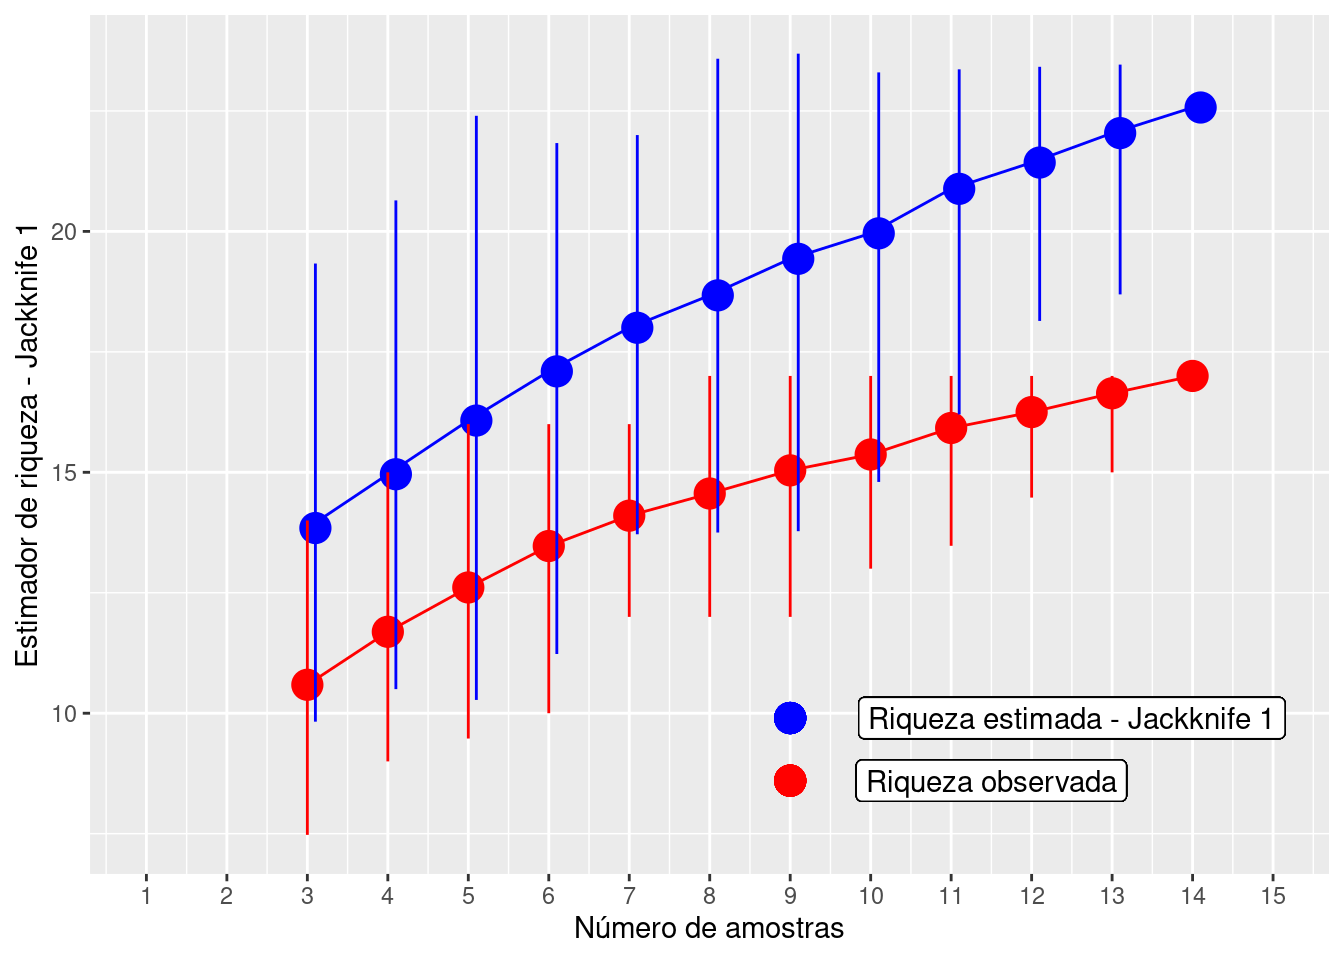 Estimador de riqueza - Jackknife 1
20
15
10
Riqueza estimada - Jackknife 1
Riqueza observada
1 2 3 4 5 6 7 8 9 10 11 12 13 14 15
Número de amostras